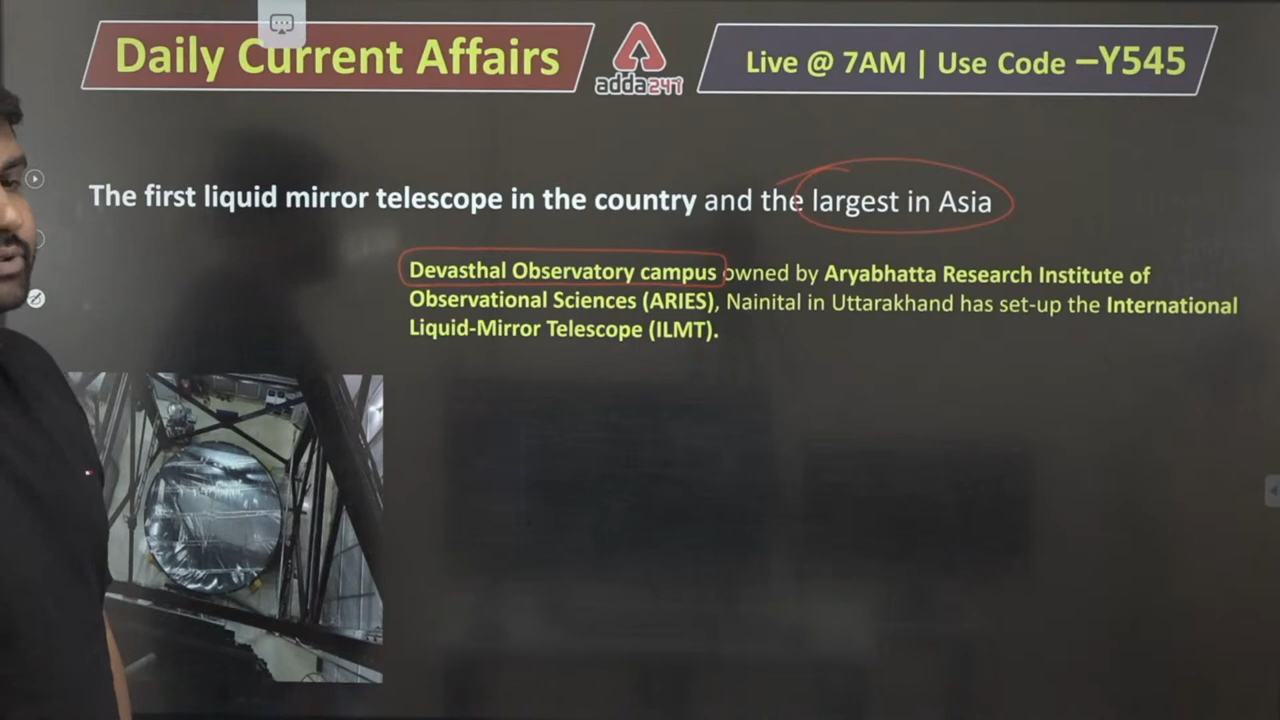 Daily Current Affairs
adda247
Live @ 7AM | Use Code –Y545
The first liquid mirror telescope in the country and the largest in Asia
Devasthal Observatory campus owned by Aryabhatta Research Institute of
Observational Sciences (ARIES), Nainital in Uttarakhand has set-up the International
Liquid-Mirror Telescope (ILMT).